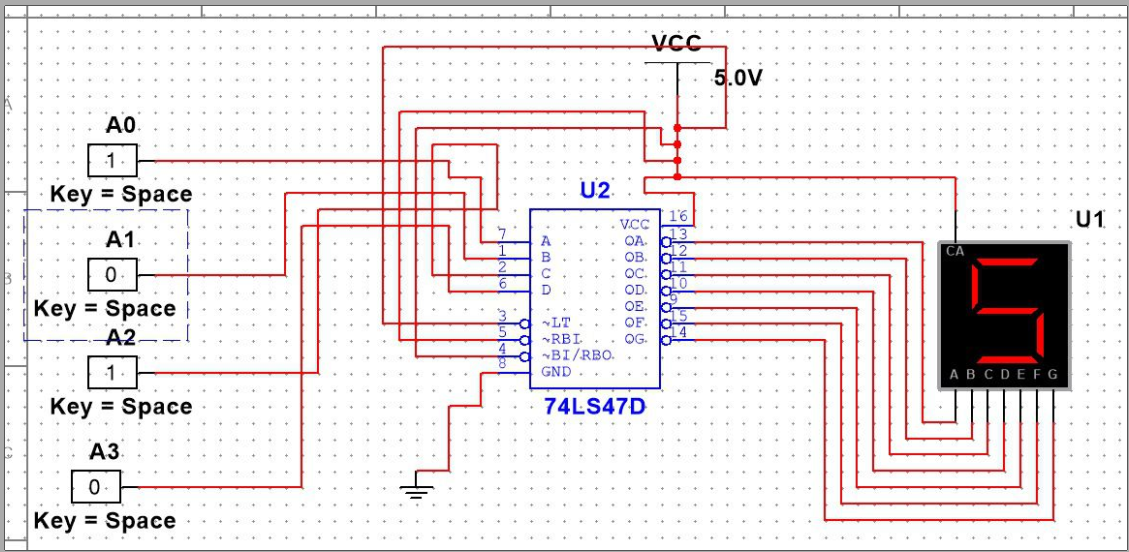 VCC
5.0V
A0
1
Key = Space
A1
0
Key = Space
A2
1
Key = Space
A3
0
Key = Space
U2
7 A
1 B
2 C
6 D
3 ~LT
5 ~RBI
4 ~BI/RBO
8 GND
VCC 16
OA 13
OB 12
OC 11
OD 10
OE 9
OF 15
OG 14
74LS47D
U1
CA
5
A B C D E F G
A
B
C